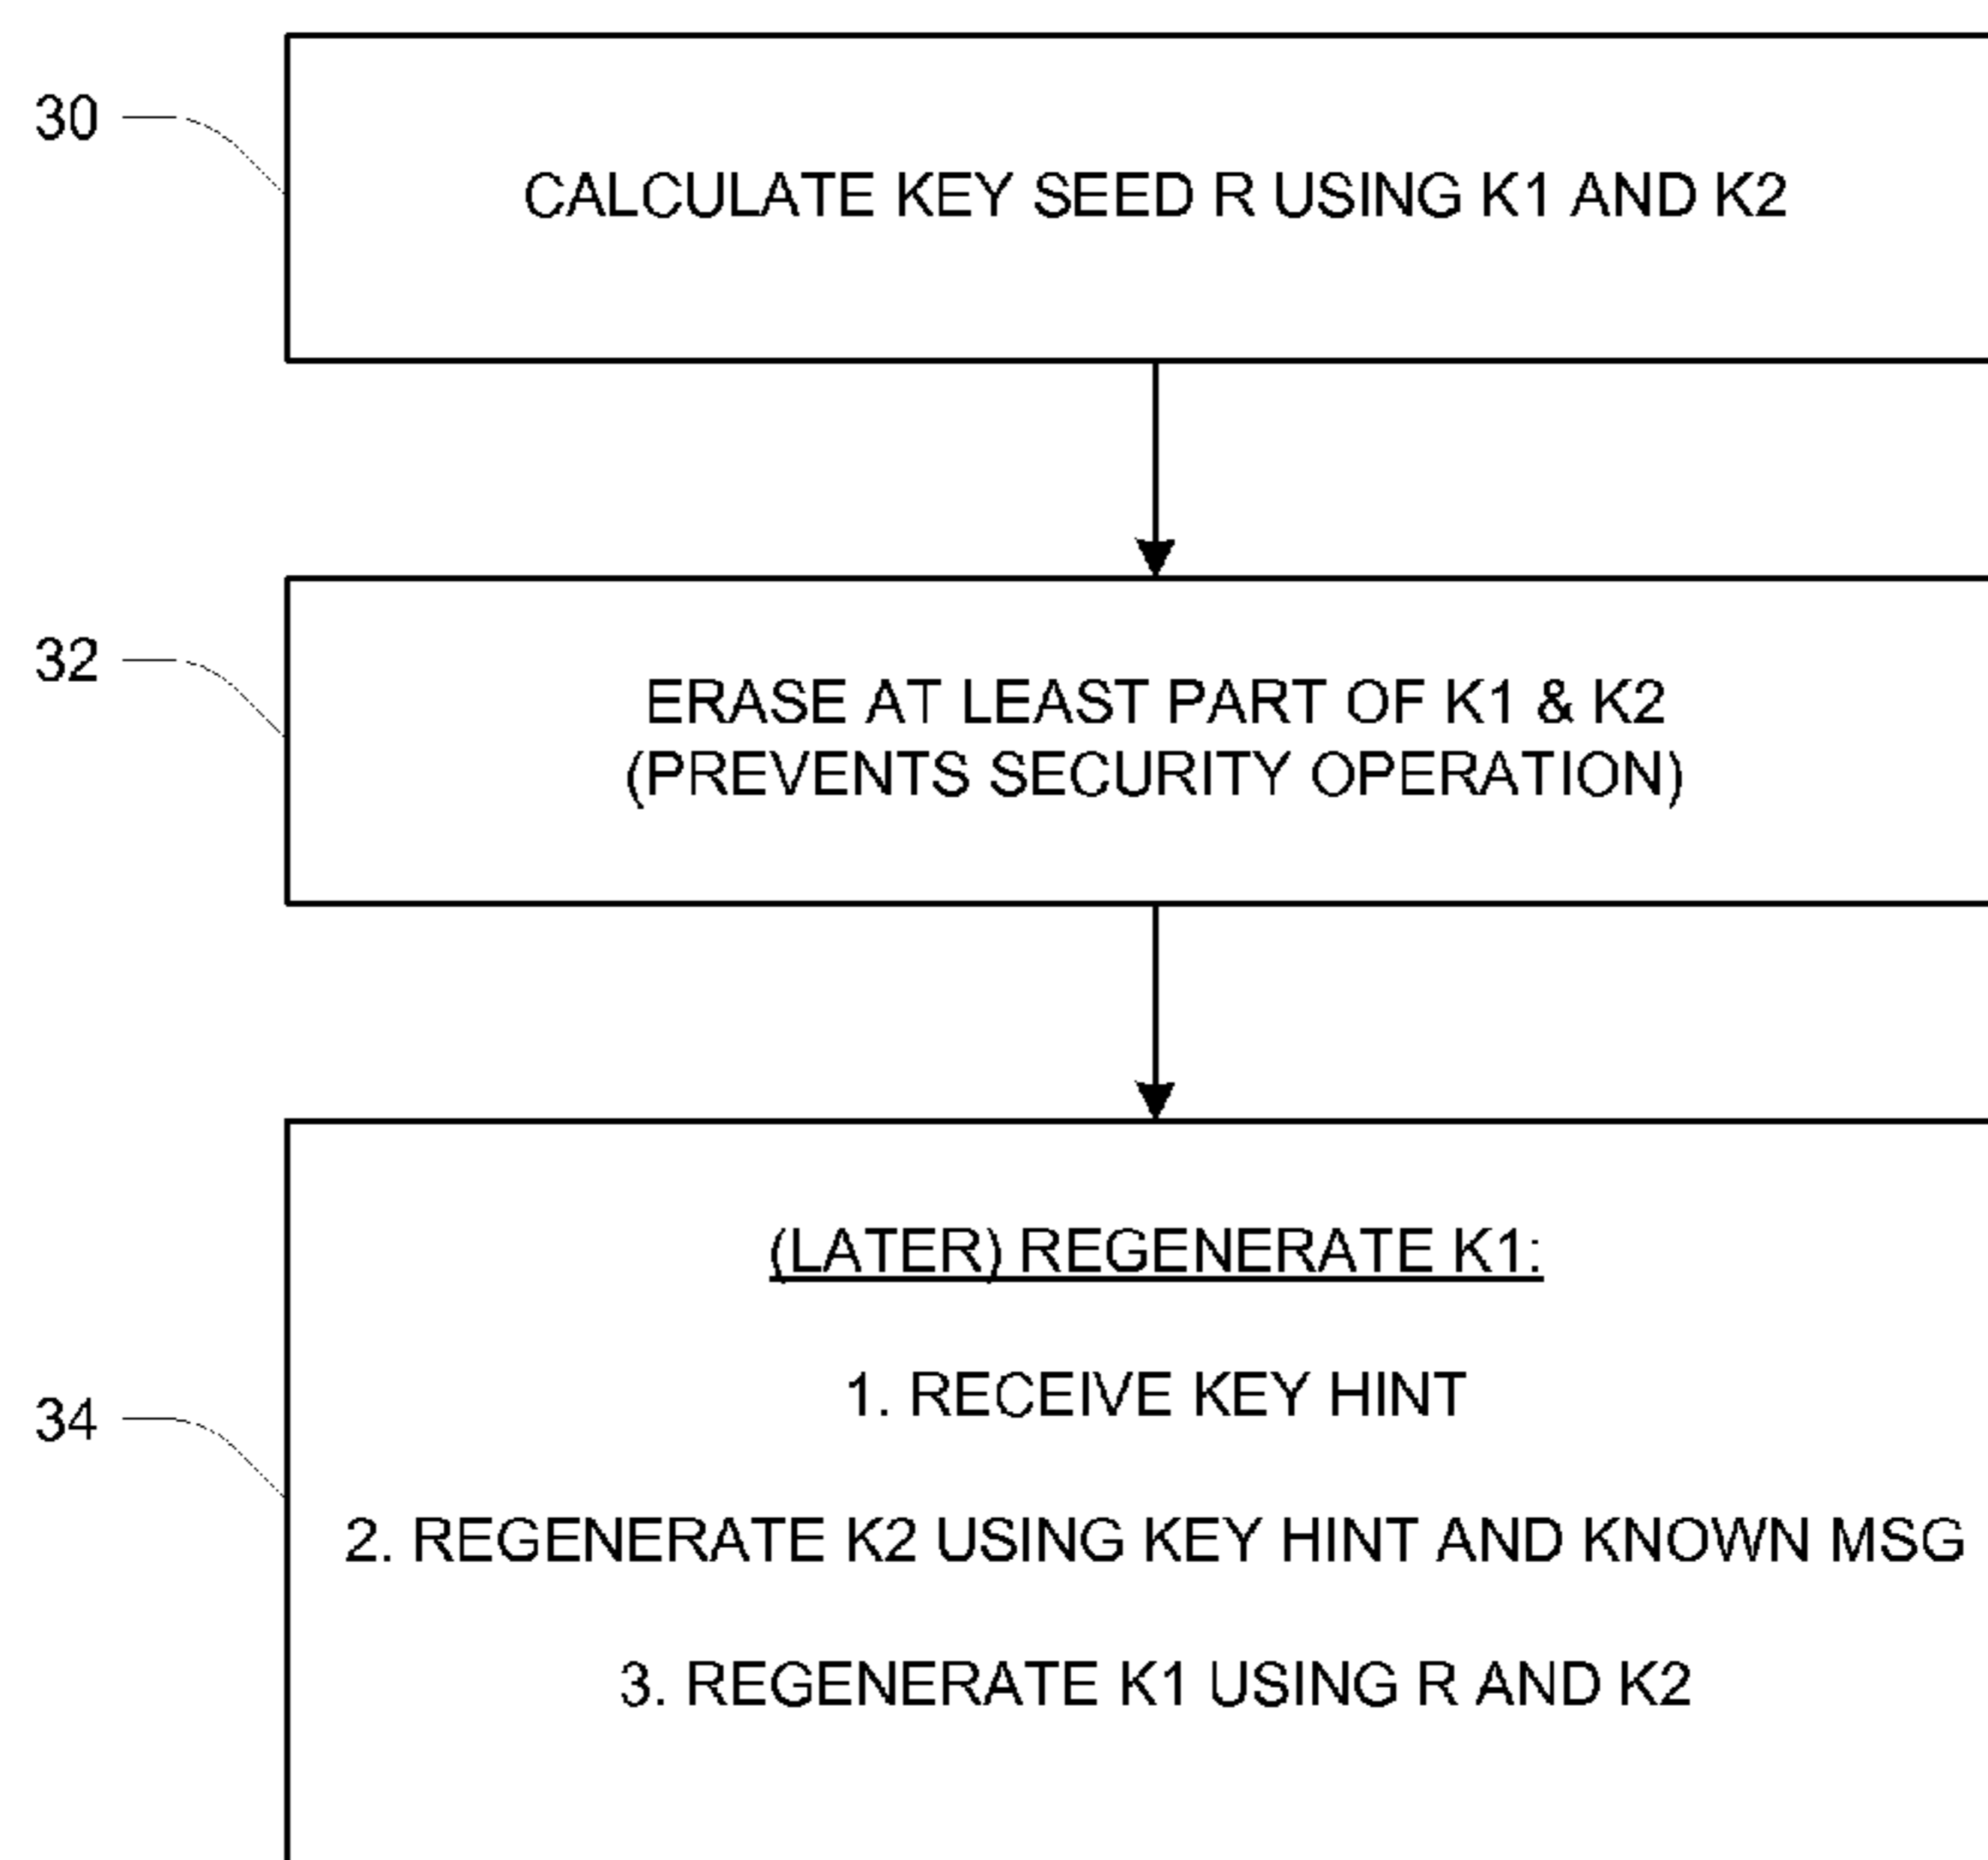 30
CALCULATE KEY SEED R USING K1 AND K2
32
ERASE AT LEAST PART OF K1 & K2
(PREVENTS SECURITY OPERATION)
(LATER) REGENERATE K1:
1. RECEIVE KEY HINT
34
2. REGENERATE K2 USING KEY HINT AND KNOWN MSG
3. REGENERATE K1 USING R AND K2